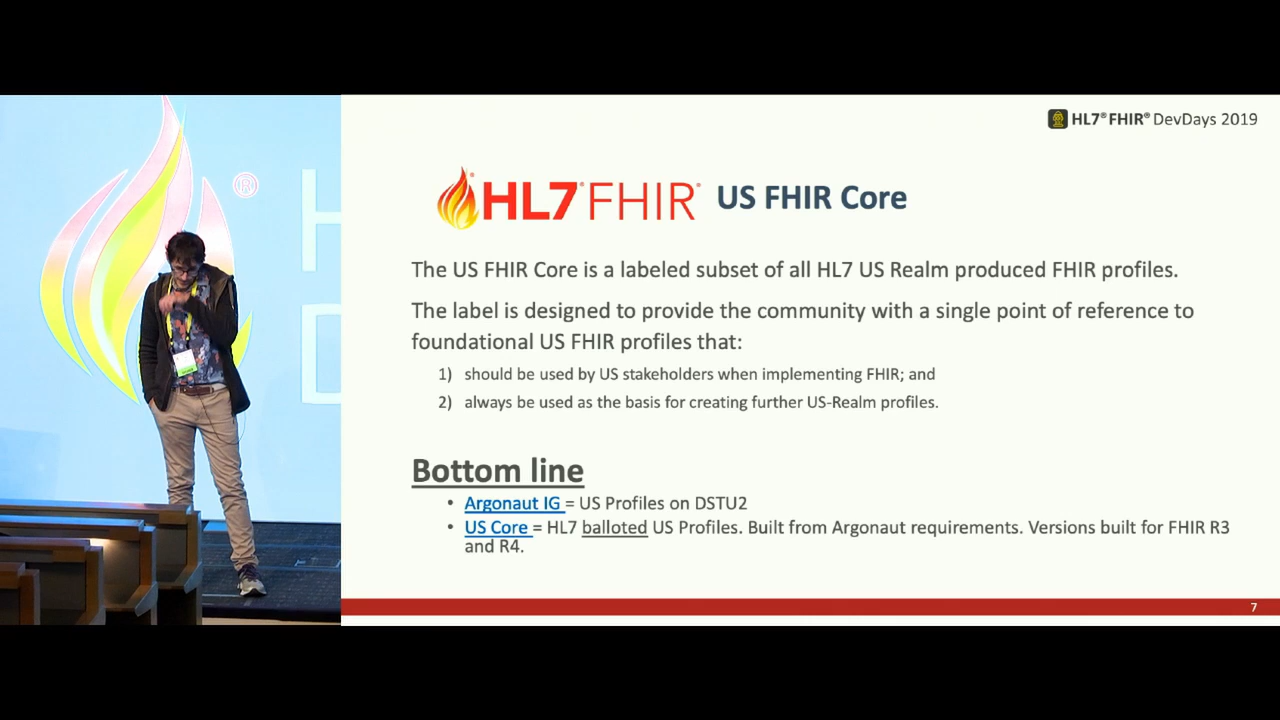 HL7® FHIR® DevDays 2019
®
H
D
HL7® FHIR® US FHIR Core
The US FHIR Core is a labeled subset of all HL7 US Realm produced FHIR profiles.
The label is designed to provide the community with a single point of reference to
foundational US FHIR profiles that:
1) should be used by US stakeholders when implementing FHIR; and
2) always be used as the basis for creating further US-Realm profiles.
Bottom line
• Argonaut IG = US Profiles on DSTU2
• US Core = HL7 balloted US Profiles. Built from Argonaut requirements. Versions built for FHIR R3
and R4.
7